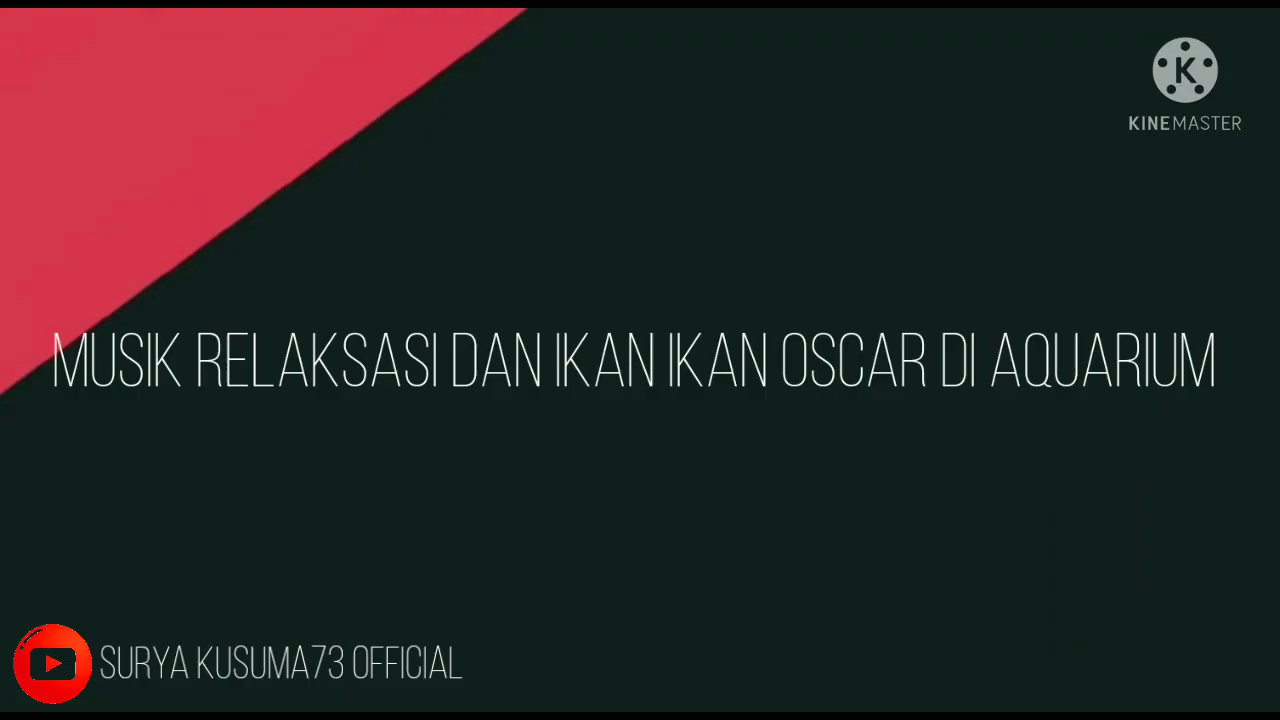 K
KINEMASTER
MUSIK RELAKSASI DAN IKAN IKAN OSCAR DI AQUARIUM
SURYA KUSUMA73 OFFICIAL